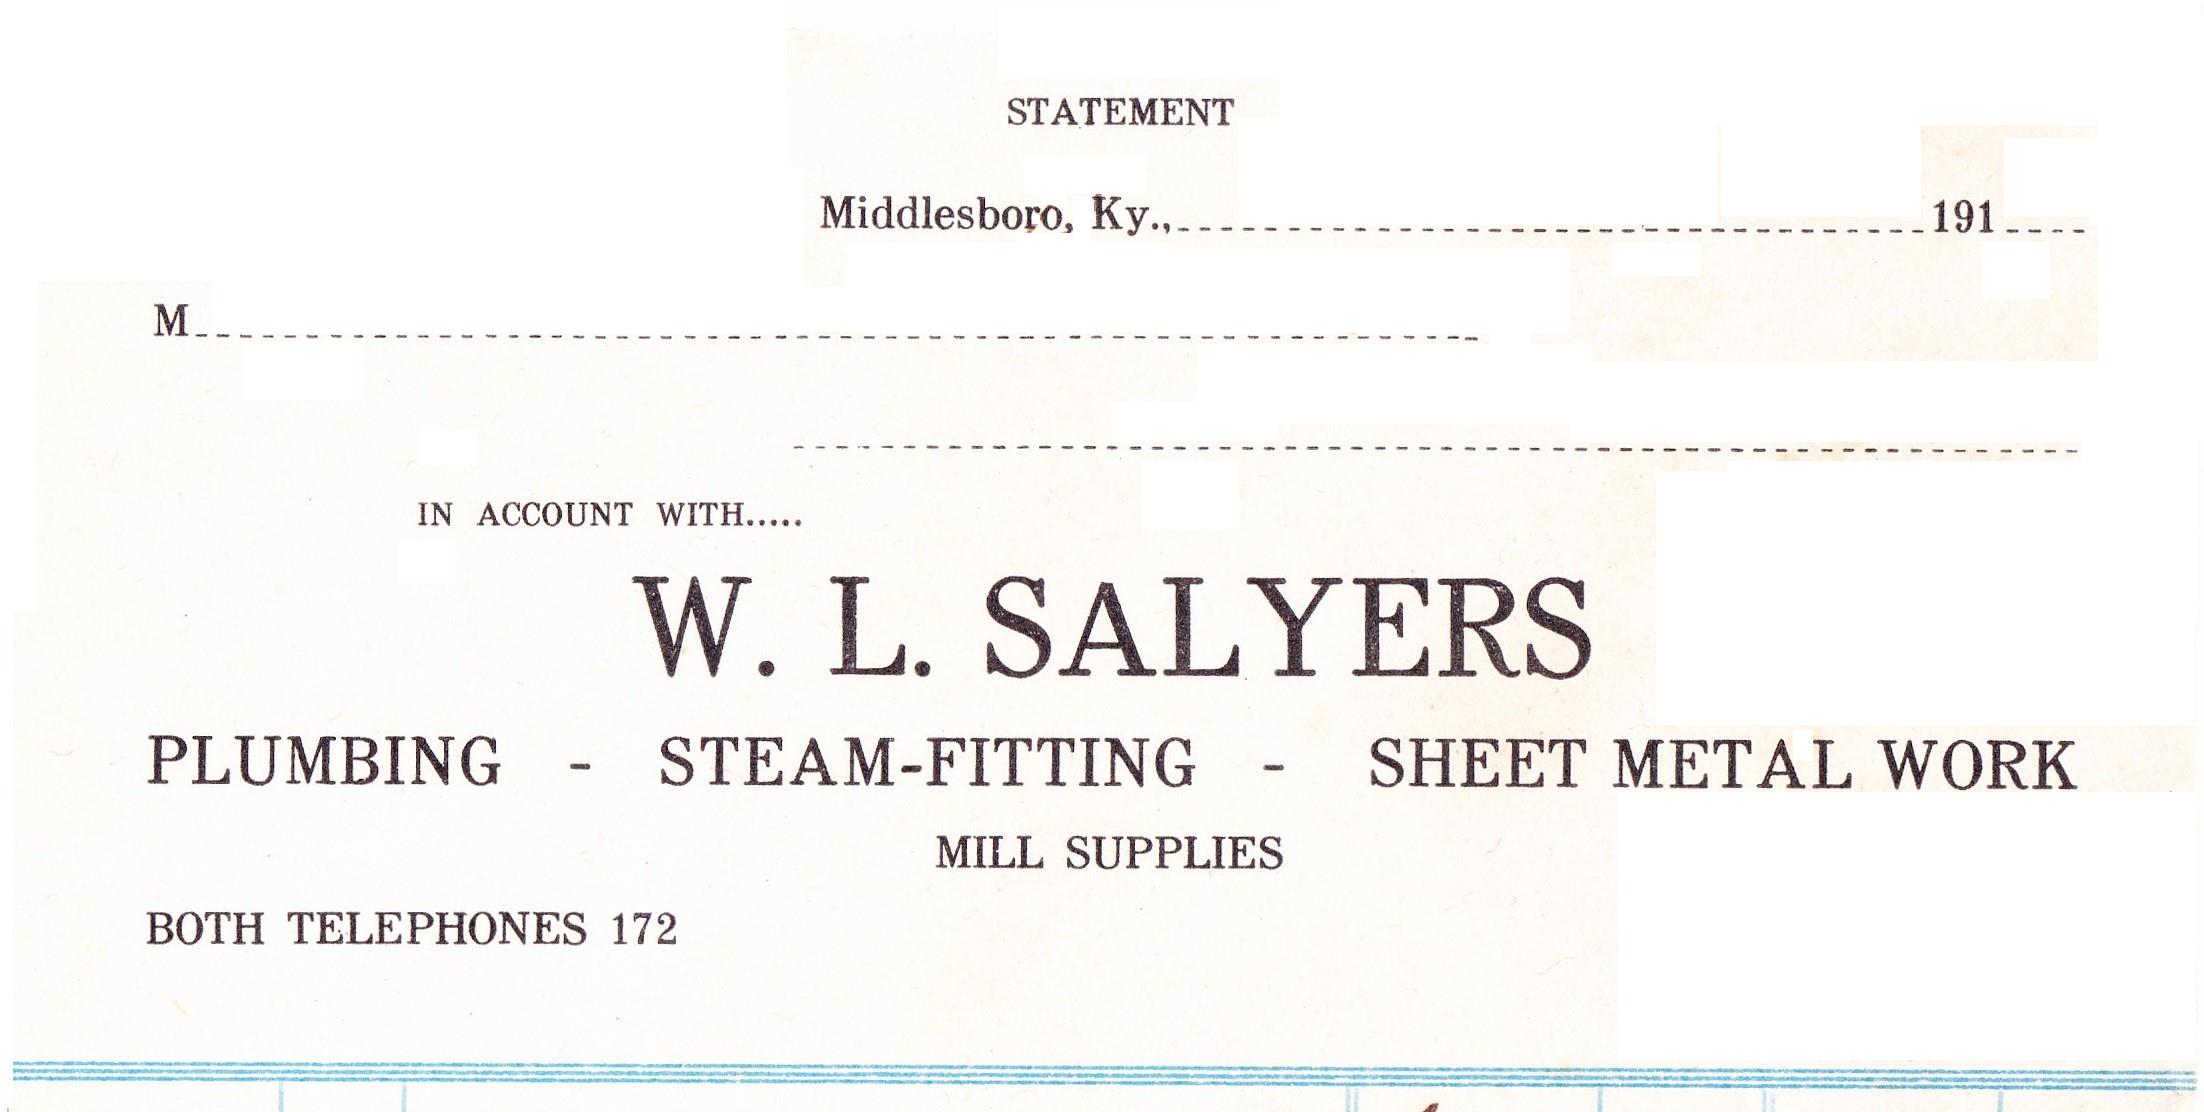 STATEMENT
Middlesboro, Ky., 191
M
IN ACCOUNT WITH.....
W. L. SALYERS
PLUMBING - STEAM-FITTING - SHEET METAL WORK
MILL SUPPLIES
BOTH TELEPHONES 172